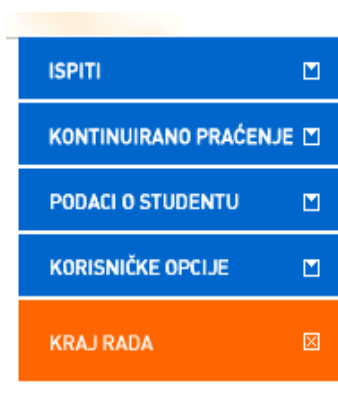 ISPITI
KONTINUIRANO PRAĆENJE
PODACI O STUDENTU
KORISNIČKE OPCIJE
KRAJ RADA